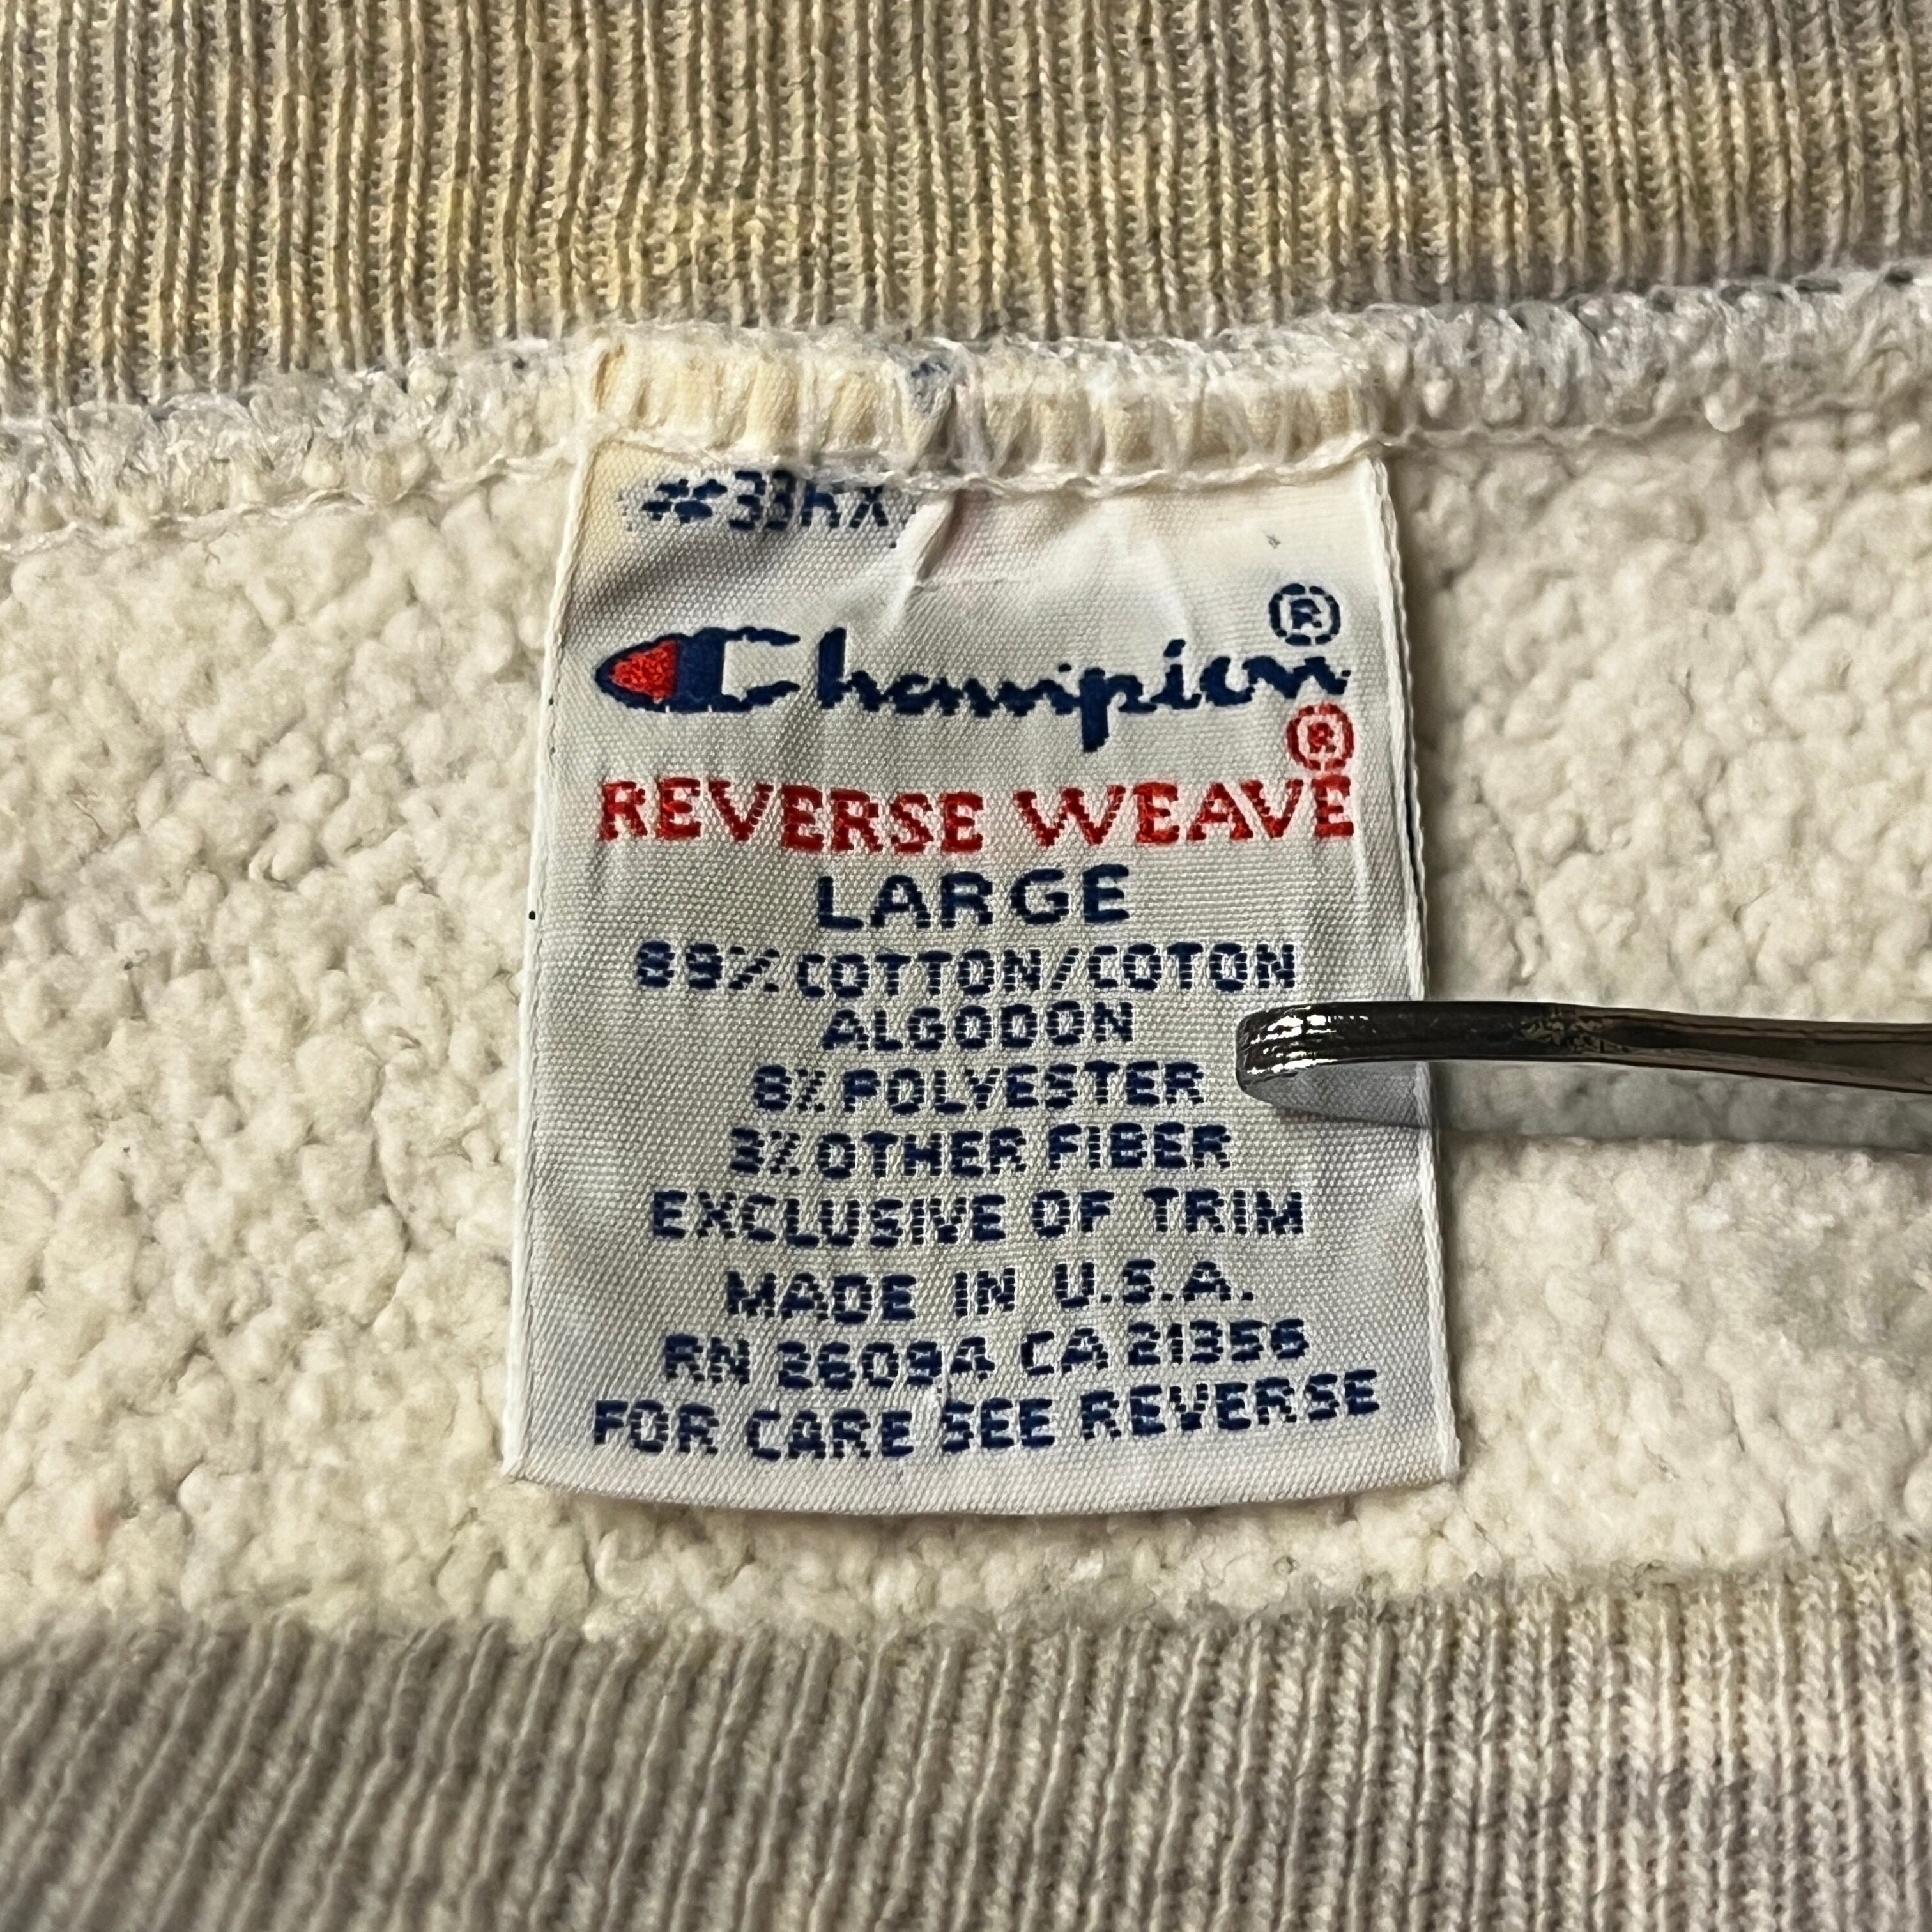 Champion®
REVERSE WEAVE®
LARGE
89% COTTON/COTON
ALGODON
8% POLYESTER
3% OTHER FIBER
EXCLUSIVE OF TRIM
MADE IN U.S.A.
RN 26094 CA 21356
FOR CARE SEE REVERSE